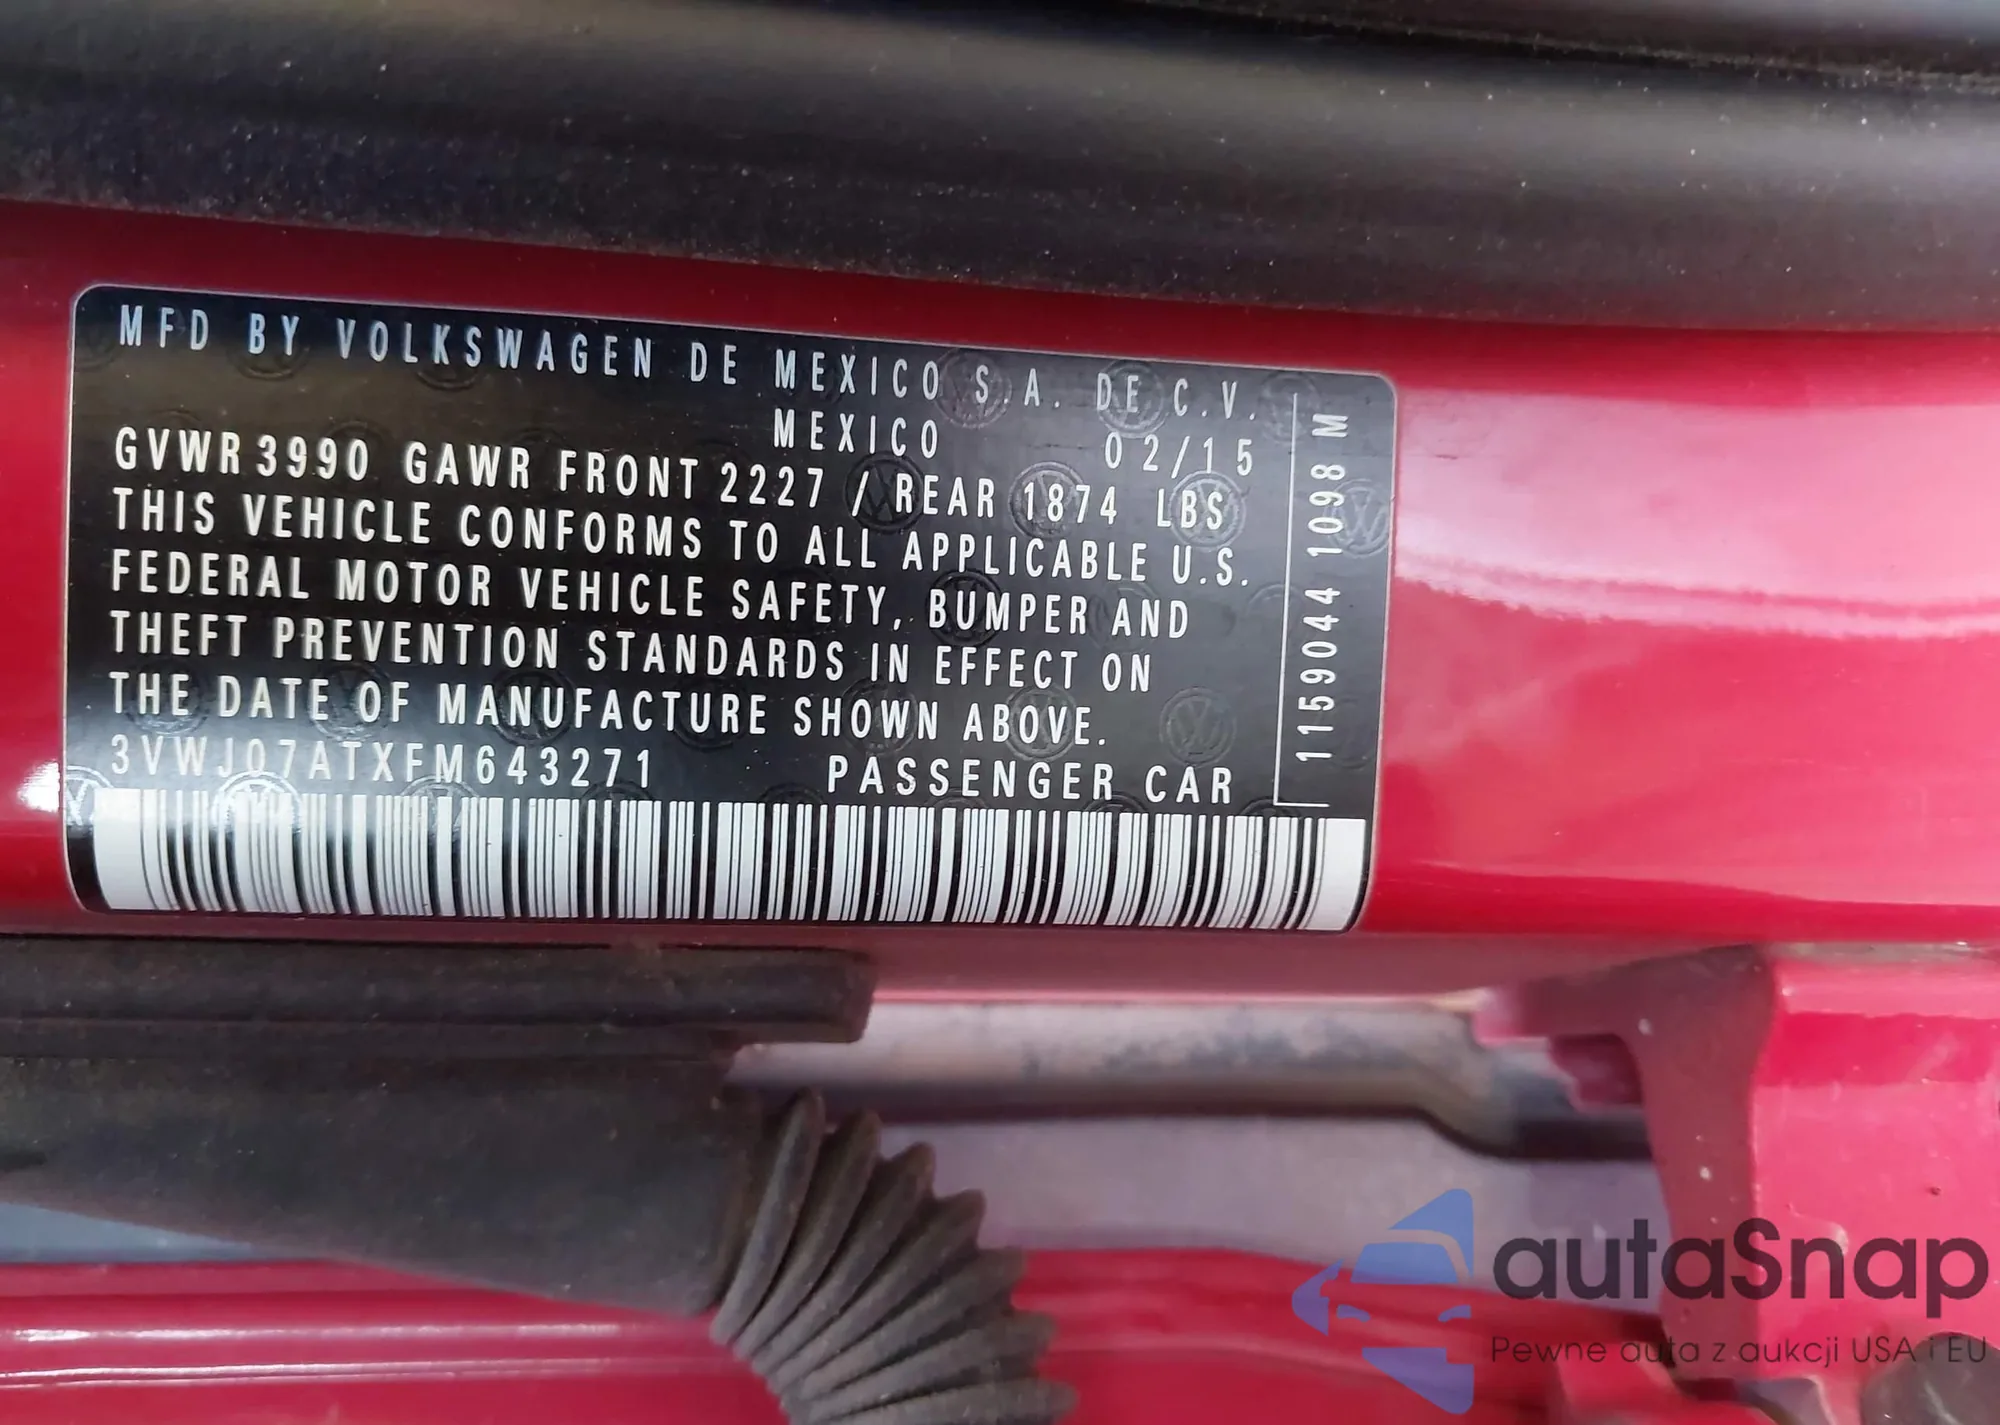 MFD BY VOLKSWAGEN DE MEXICO S.A. DE C.V.
MEXICO 02/15
GVWR 3990 GAWR FRONT 2227 / REAR 1874 LBS
THIS VEHICLE CONFORMS TO ALL APPLICABLE U.S.
FEDERAL MOTOR VEHICLE SAFETY, BUMPER AND
THEFT PREVENTION STANDARDS IN EFFECT ON
THE DATE OF MANUFACTURE SHOWN ABOVE.
3VWJ07ATXFM643271 PASSENGER CAR
1159044 1098 M
autaSnap
Pewne auta z aukcji USA i EU